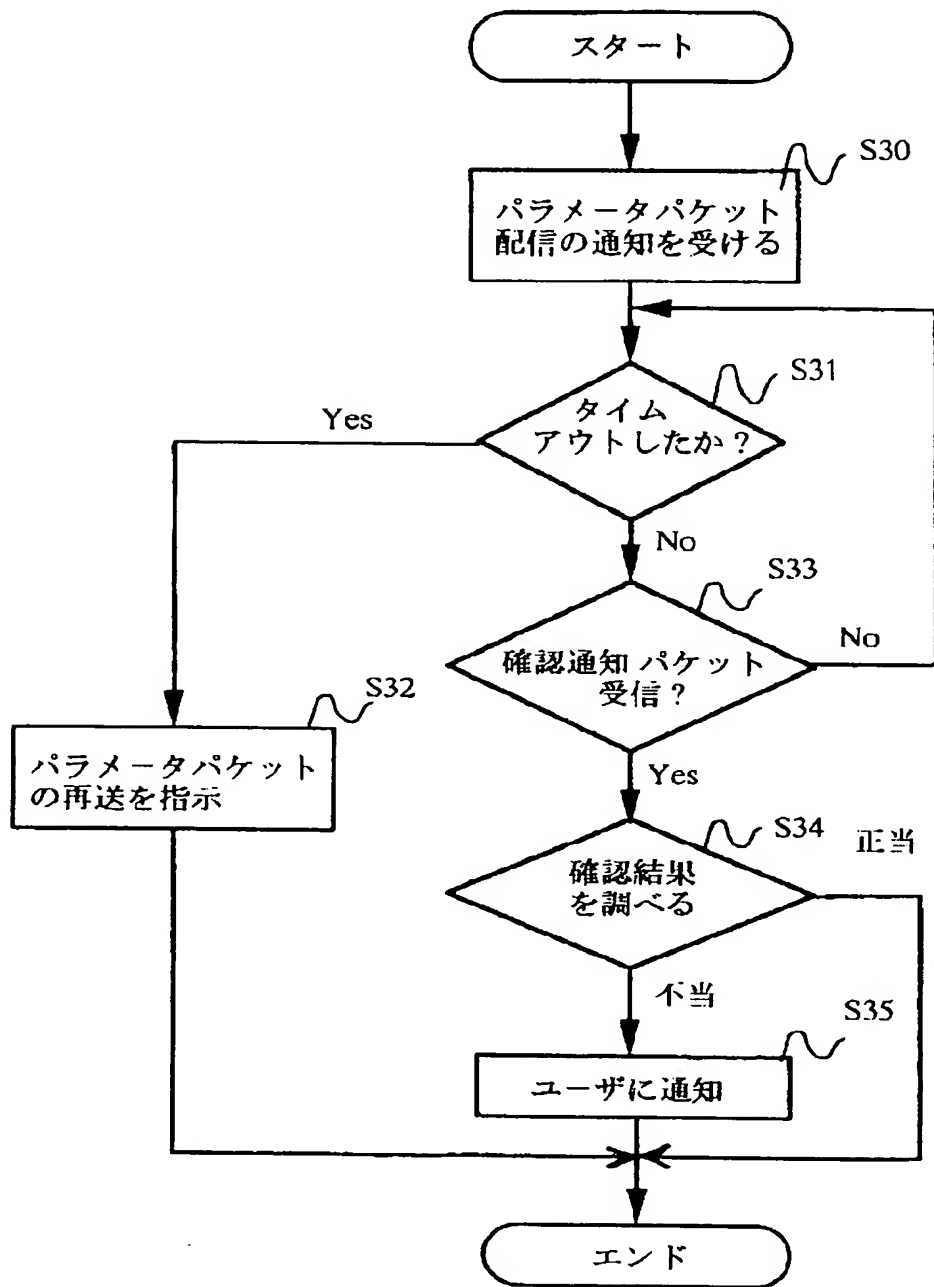 スタート
S30
パラメータパケット
配信の通知を受ける
S31
タイム
アウトしたか?
Yes
No
S33
確認通知 パケット
受信?
No
S32
パラメータパケット
の再送を指示
Yes
S34
正当
確認結果
を調べる
不当
S35
ユーザに通知
エンド